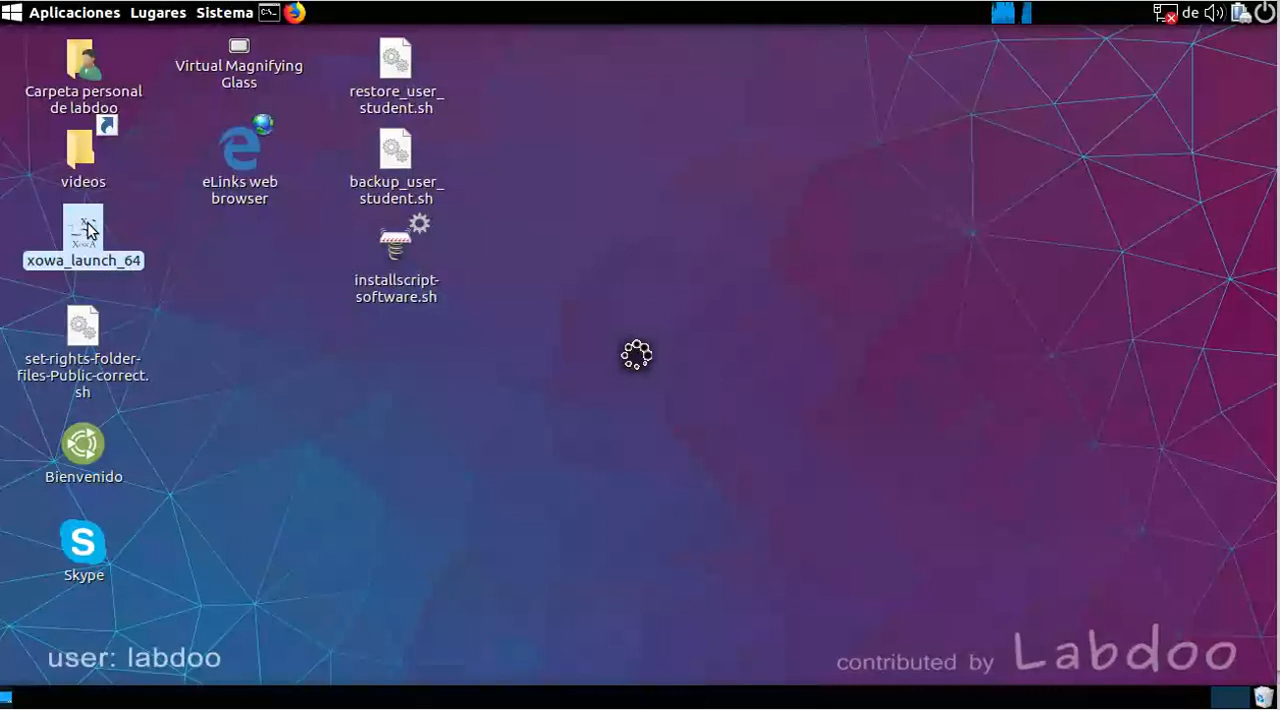 Aplicaciones Lugares Sistema
de
Carpeta personal
de labdoo
Virtual Magnifying
Glass
restore_user_
student.sh
videos
eLinks web
browser
backup_user_
student.sh
xowa_launch_64
installscript-
software.sh
set-rights-folder-
files-Public-correct.
sh
Bienvenido
S
Skype
user: labdoo
contributed by Labdoo